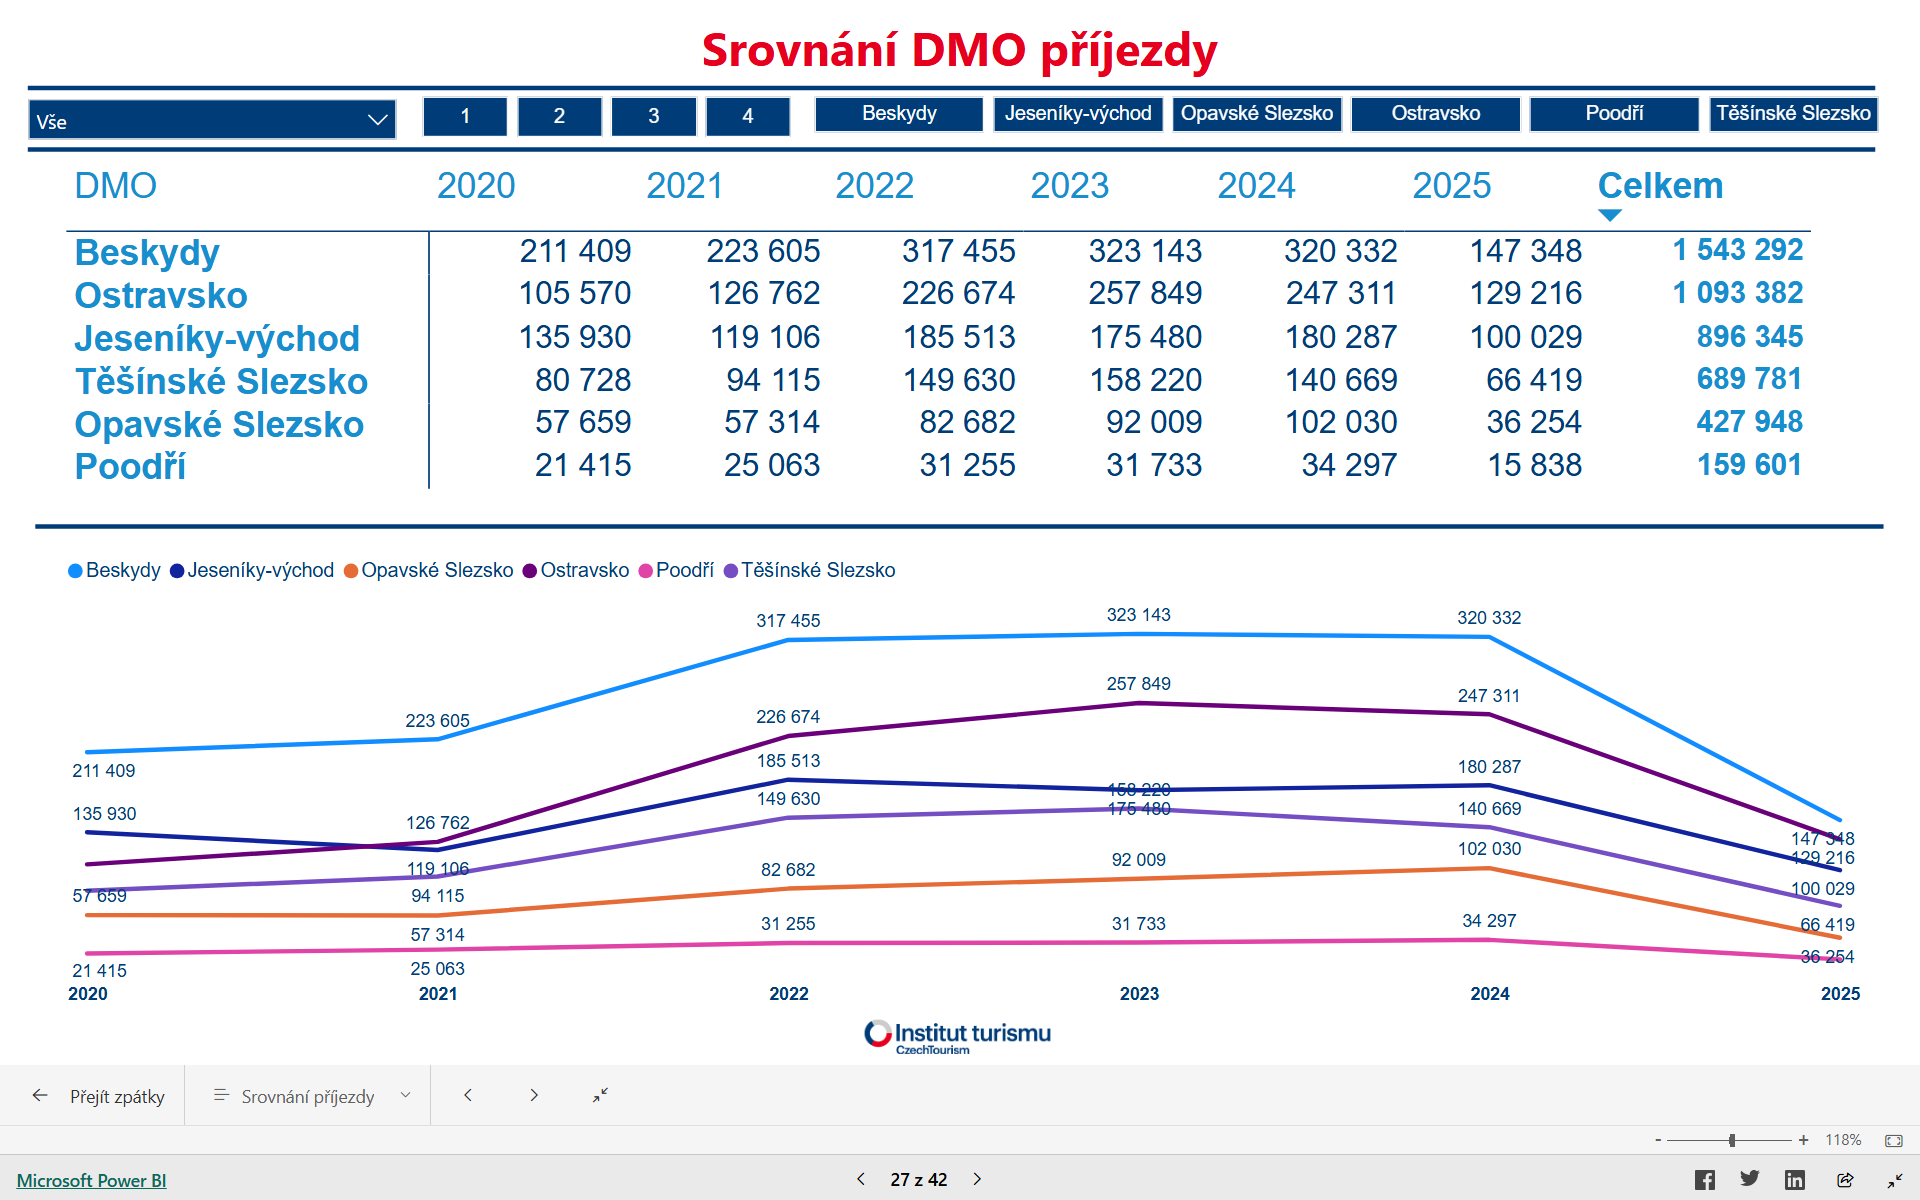 Srovnání DMO příjezdy
Vše 1 2 3 4 Beskydy Jeseníky-východ Opavské Slezsko Ostravsko Poodří Těšínské Slezsko
DMO 2020 2021 2022 2023 2024 2025 Celkem
Beskydy 211 409 223 605 317 455 323 143 320 332 147 348 1 543 292
Ostravsko 105 570 126 762 226 674 257 849 247 311 129 216 1 093 382
Jeseníky-východ 135 930 119 106 185 513 175 480 180 287 100 029 896 345
Těšínské Slezsko 80 728 94 115 149 630 158 220 140 669 66 419 689 781
Opavské Slezsko 57 659 57 314 82 682 92 009 102 030 36 254 427 948
Poodří 21 415 25 063 31 255 31 733 34 297 15 838 159 601
Beskydy Jeseníky-východ Opavské Slezsko Ostravsko Poodří Těšínské Slezsko
317 455 323 143 320 332
257 849
247 311
223 605 226 674
211 409
185 513 180 287
158 220
149 630 175 480 140 669
135 930 126 762
147 348
102 030
129 216
92 009
119 106 82 682
100 029
57 659 94 115
31 255 31 733 34 297 66 419
57 314
36 254
21 415 25 063
2020 2021 2022 2023 2024 2025
Institut turismu
CzechTourism
Přejít zpátky Srovnání příjezdy
- + 118%
Microsoft Power BI 27 z 42